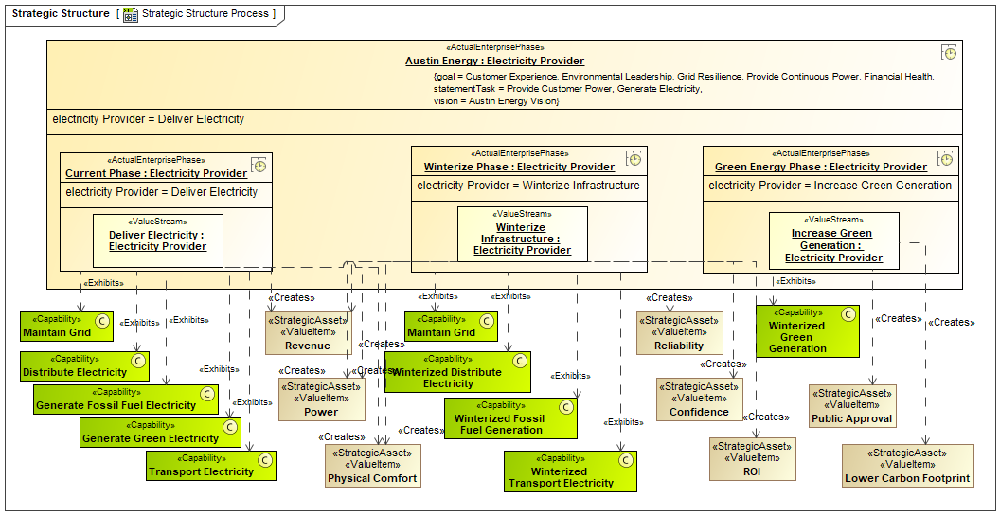 Strategic Structure [ Strategic Structure Process ]
«ActualEnterprisePhase»
Austin Energy : Electricity Provider
{goal = Customer Experience, Environmental Leadership, Grid Resilience, Provide Continuous Power, Financial Health,
statementTask = Provide Customer Power, Generate Electricity,
vision = Austin Energy Vision}
electricity Provider = Deliver Electricity
«ActualEnterprisePhase»
Current Phase : Electricity Provider
electricity Provider = Deliver Electricity
«ValueStream»
Deliver Electricity :
Electricity Provider
«ActualEnterprisePhase»
Winterize Phase : Electricity Provider
electricity Provider = Winterize Infrastructure
«ValueStream»
Winterize
Infrastructure :
Electricity Provider
«ActualEnterprisePhase»
Green Energy Phase : Electricity Provider
electricity Provider = Increase Green Generation
«ValueStream»
Increase Green
Generation :
Electricity Provider
«Exhibits»
«Exhibits»
«Exhibits»
«Exhibits»
«Exhibits»
«Creates»
«Creates»
«Creates»
«Creates»
«Creates»
«Creates»
«Exhibits»
«Exhibits»
«Exhibits»
«Exhibits»
«Creates»
«Creates»
«Creates»
«Exhibits»
«Creates»
«Creates»
«Capability»
C
Maintain Grid
«Capability»
C
Distribute Electricity
«Capability»
C
Generate Fossil Fuel Electricity
«Capability»
C
Generate Green Electricity
«Capability»
C
Transport Electricity
«StrategicAsset»
«ValueItem»
Revenue
«StrategicAsset»
«ValueItem»
Power
«StrategicAsset»
«ValueItem»
Physical Comfort
«Capability»
C
Maintain Grid
«Capability»
C
Winterized Distribute
Electricity
«Capability»
C
Winterized Fossil
Fuel Generation
«Capability»
C
Winterized
Transport Electricity
«StrategicAsset»
«ValueItem»
Reliability
«StrategicAsset»
«ValueItem»
Confidence
«StrategicAsset»
«ValueItem»
ROI
«Capability»
C
Winterized
Green
Generation
«StrategicAsset»
«ValueItem»
Public Approval
«StrategicAsset»
«ValueItem»
Lower Carbon Footprint